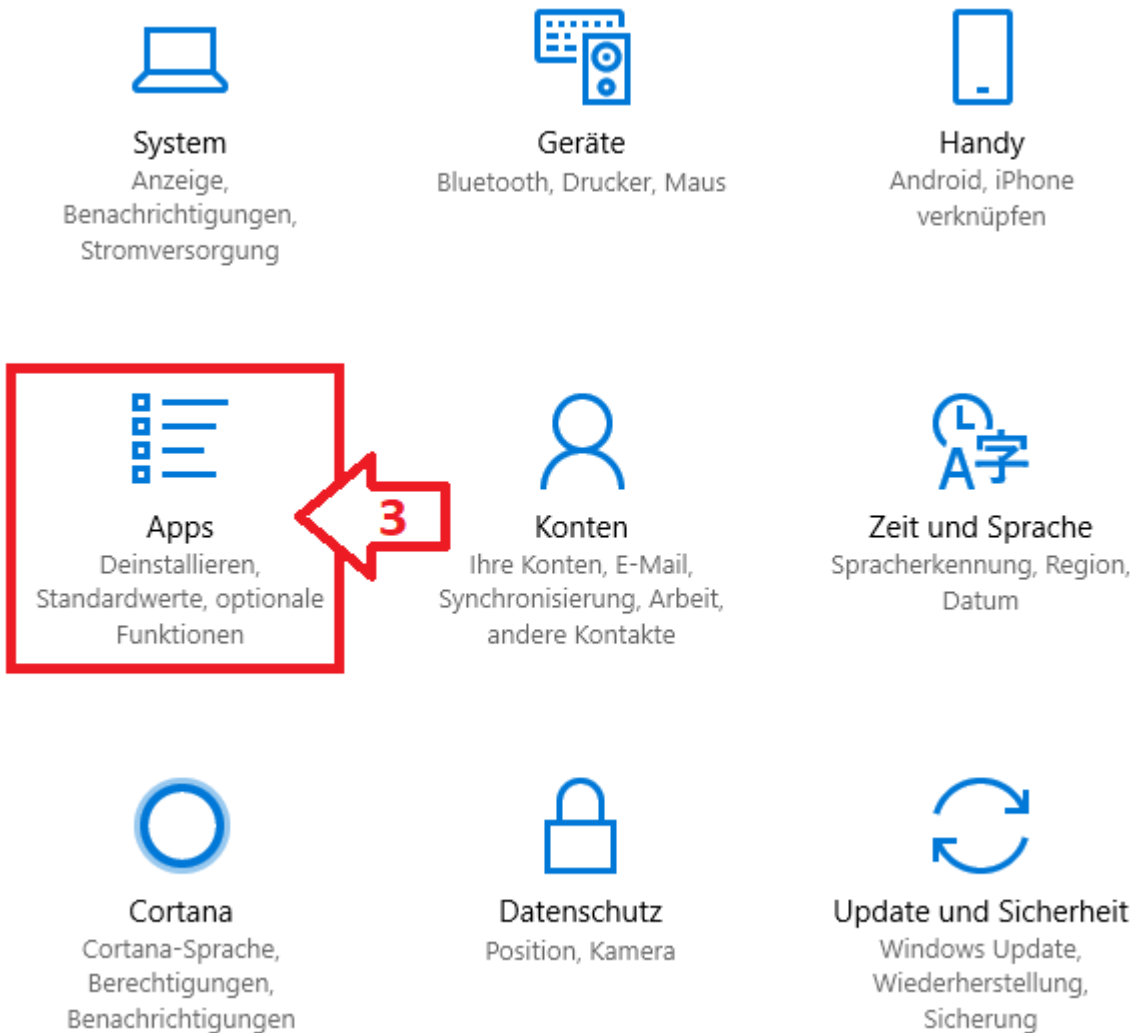 System
Anzeige,
Benachrichtigungen,
Stromversorgung
Geräte
Bluetooth, Drucker, Maus
Handy
Android, iPhone
verknüpfen
Apps
Deinstallieren,
Standardwerte, optionale
Funktionen
3
Konten
Ihre Konten, E-Mail,
Synchronisierung, Arbeit,
andere Kontakte
A字
Zeit und Sprache
Spracherkennung, Region,
Datum
Cortana
Cortana-Sprache,
Berechtigungen,
Benachrichtigungen
Datenschutz
Position, Kamera
Update und Sicherheit
Windows Update,
Wiederherstellung,
Sicherung